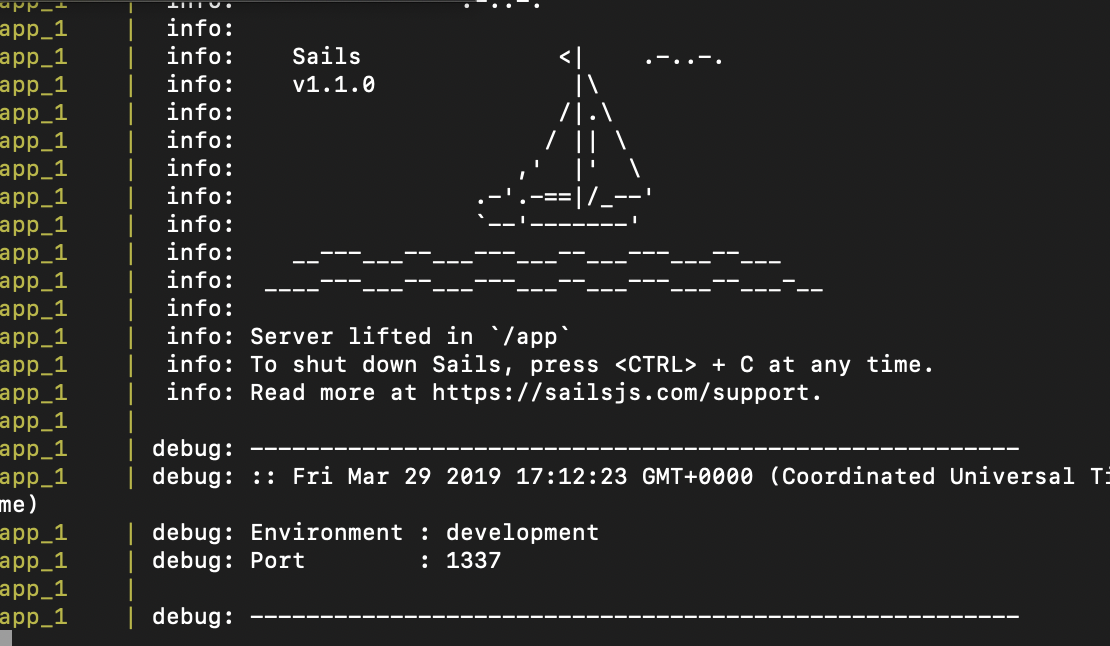 app_1     |  info:                .-..-.
app_1     |  info:
app_1     |  info:    Sails              <|    .-..-.
app_1     |  info:    v1.1.0              |\
app_1     |  info:                       /|.\
app_1     |  info:                      / || \
app_1     |  info:                    ,'  |'  \
app_1     |  info:                 .-'.-==|/_--'
app_1     |  info:                 `--'-------'
app_1     |  info:    __---___--___---___--___---___--___
app_1     |  info:  ____---___--___---___--___---___--___-__
app_1     |  info:
app_1     |  info: Server lifted in `/app`
app_1     |  info: To shut down Sails, press <CTRL> + C at any time.
app_1     |  info: Read more at https://sailsjs.com/support.
app_1     |
app_1     | debug: -------------------------------------------------------
app_1     | debug: :: Fri Mar 29 2019 17:12:23 GMT+0000 (Coordinated Universal Ti
me)
app_1     | debug: Environment : development
app_1     | debug: Port        : 1337
app_1     |
app_1     | debug: -------------------------------------------------------